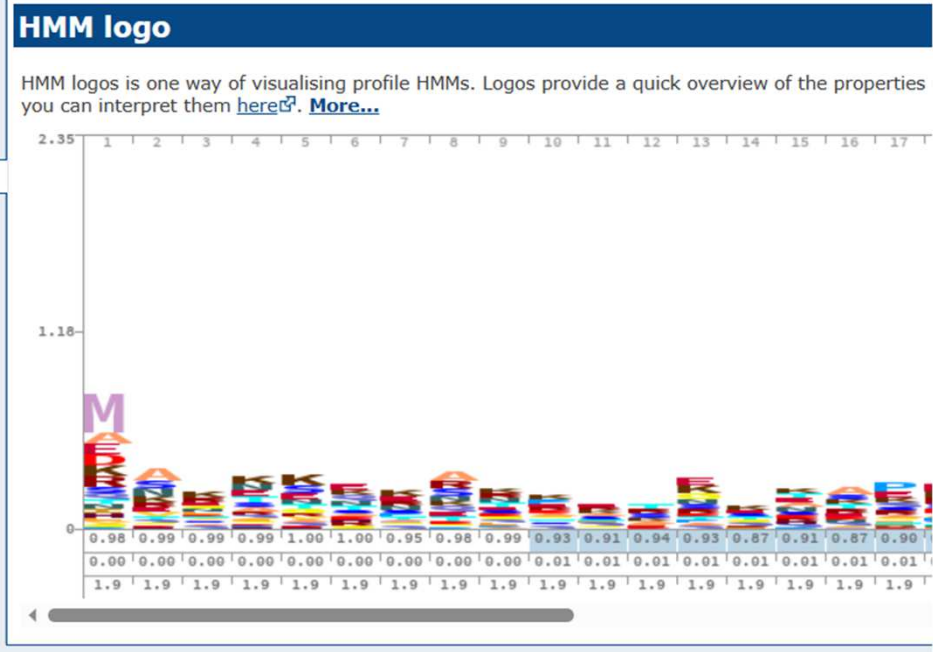 HMM logo
HMM logos is one way of visualising profile HMMs. Logos provide a quick overview of the properties
you can interpret them here. More...
2.35 1 2 3 4 5 6 7 8 9 10 11 12 13 14 15 16 17
1.18
M
0
0.98 0.99 0.99 0.99 1.00 1.00 0.95 0.98 0.99 0.93 0.91 0.94 0.93 0.87 0.91 0.87 0.90
0.00 0.00 0.00 0.00 0.00 0.00 0.00 0.00 0.00 0.01 0.01 0.01 0.01 0.01 0.01 0.01 0.01
1.9 1.9 1.9 1.9 1.9 1.9 1.9 1.9 1.9 1.9 1.9 1.9 1.9 1.9 1.9 1.9 1.9